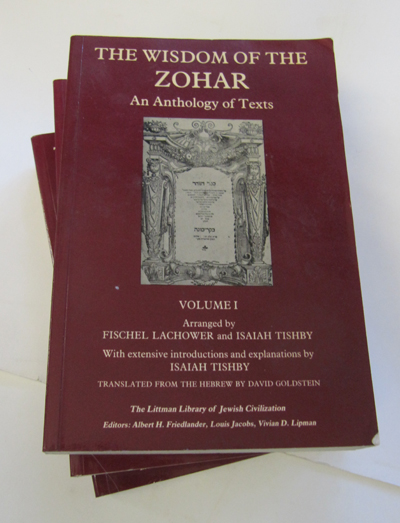 THE WISDOM OF THE
ZOHAR
An Anthology of Texts
VOLUME I
Arranged by
FISCHEL LACHOWER and ISAIAH TISHBY
With extensive introductions and explanations by
ISAIAH TISHBY
TRANSLATED FROM THE HEBREW BY DAVID GOLDSTEIN
The Littman Library of Jewish Civilization
Editors: Albert H. Friedlander, Louis Jacobs, Vivian D. Lipman